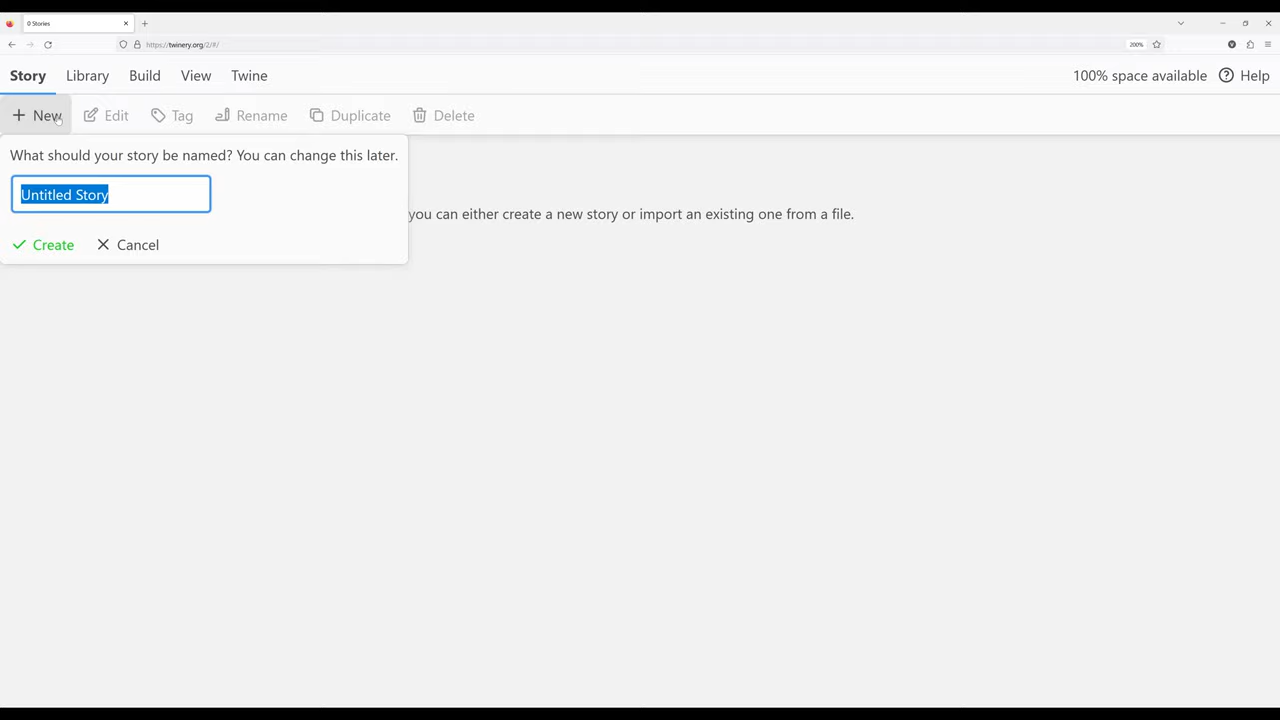 0 Stories
https://twinery.org/2/#/
200%
Story Library Build View Twine
100% space available Help
New Edit Tag Rename Duplicate Delete
What should your story be named? You can change this later.
Untitled Story
you can either create a new story or import an existing one from a file.
Create Cancel